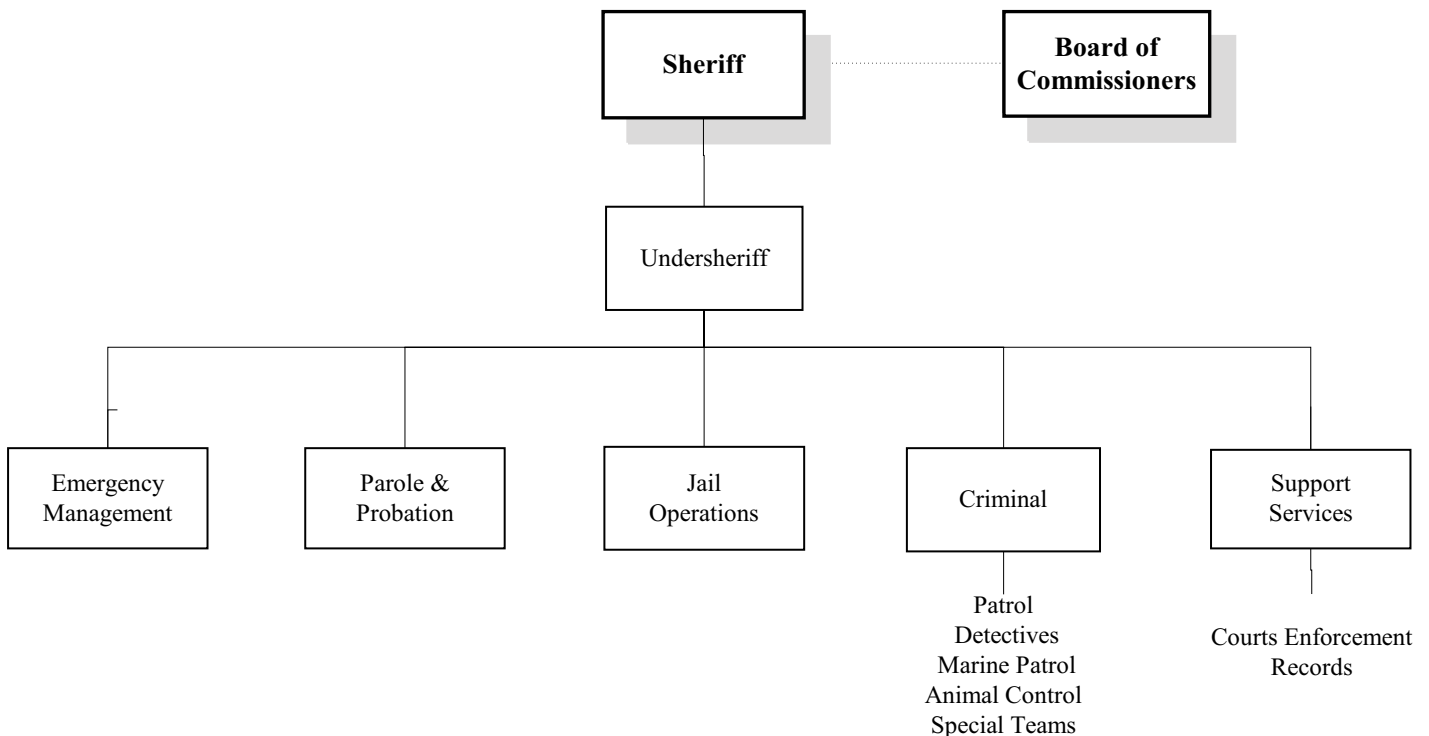 Sheriff
Board of
Commissioners
Undersheriff
Emergency
Management
Parole &
Probation
Jail
Operations
Criminal
Support
Services
Patrol
Detectives
Marine Patrol
Animal Control
Special Teams
Courts Enforcement
Records